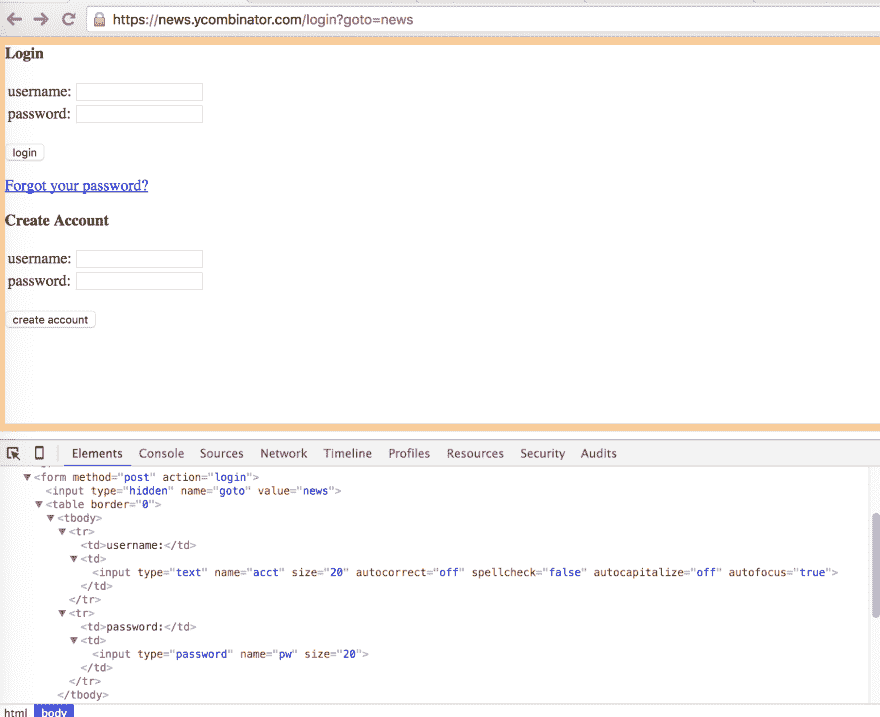 https://news.ycombinator.com/login?goto=news
Login
username:
password:
login
Forgot your password?
Create Account
username:
password:
create account
Elements Console Sources Network Timeline Profiles Resources Security Audits
<form method="post" action="login">
<input type="hidden" name="goto" value="news">
<table border="0">
<tbody>
<tr>
<td>username:</td>
<td>
<input type="text" name="acct" size="20" autocorrect="off" spellcheck="false" autocapitalize="off" autofocus="true">
</td>
</tr>
<tr>
<td>password:</td>
<td>
<input type="password" name="pw" size="20">
</td>
</tr>
</tbody>
html body